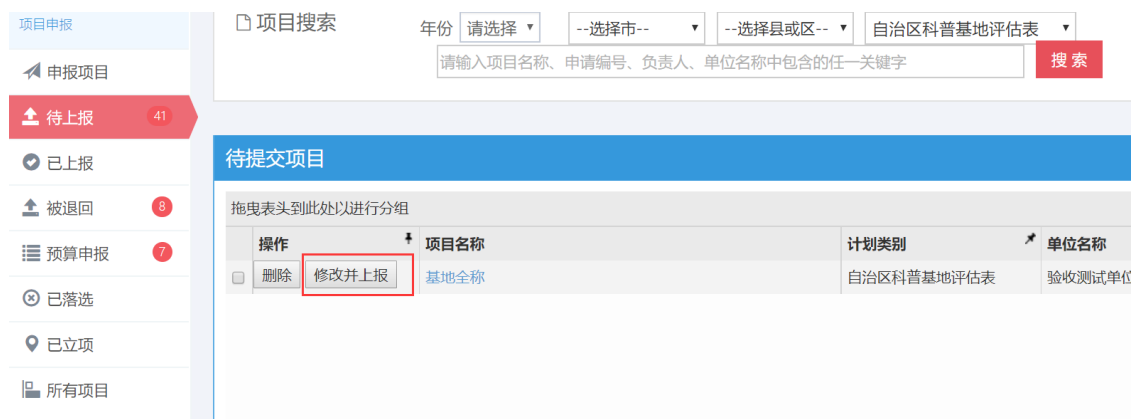 项目申报
申报项目
待上报 41
已上报
被退回 8
预算申报 7
已落选
已立项
所有项目
项目搜索 年份 请选择 --选择市-- --选择县或区-- 自治区科普基地评估表
请输入项目名称、申请编号、负责人、单位名称中包含的任一关键字 搜索
待提交项目
拖曳表头到此处以进行分组
操作 项目名称 计划类别 单位名称
删除 修改并上报 基地全称 自治区科普基地评估表 验收测试单位